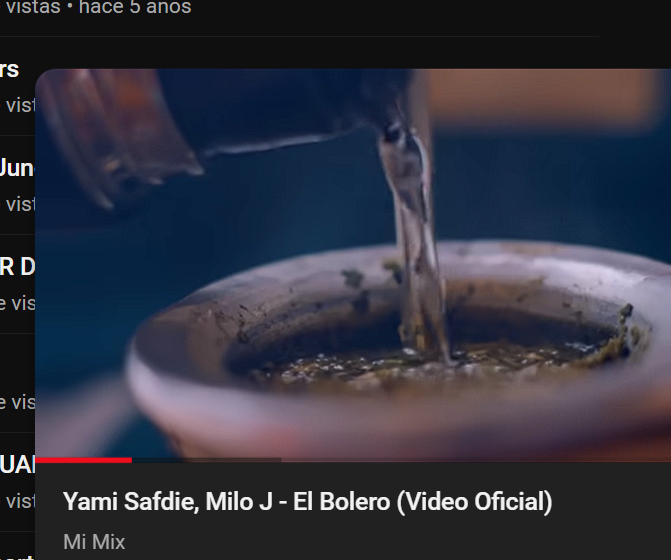 vistas • hace 5 años
rs
vist
Jun
vist
R D
e vis
e vis
UAI
vist
Yami Safdie, Milo J - El Bolero (Video Oficial)
Mi Mix